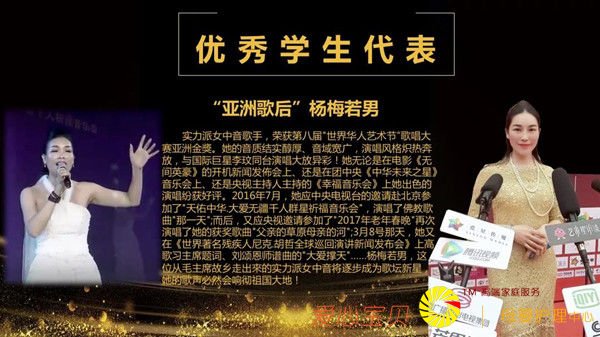 优秀学生代表
“亚洲歌后”杨梅若男
实力派女中音歌手，荣获第八届“世界华人艺术节”歌唱大
赛亚洲金奖。她的音质结实醇厚、音域宽广，演唱风格炽热奔
放，与国际巨星李玟同台演唱大放异彩！她无论是在电影《无
间英豪》的开机新闻发布会上、还是在团中央《中华未来之星》
音乐会上、还是央视主持人主持的《幸福音乐会》上她出色的
演唱纷获好评。2016年7月，她应中央电视台的邀请赴北京参
加了“天佑中华·大爱无疆千人群星祈福音乐会”，演唱了佛教歌
曲“那一天”;而后，又应央视邀请参加了“2017年老年春晚”再次
演唱了她的获奖歌曲“父亲的草原母亲的河”;3月8号那天，她又
在《世界著名残疾人尼克.胡哲全球巡回演讲新闻发布会》上高
歌习主席题词、刘颂恩师谱曲的“大爱撑天”......杨梅若男，这
位从毛主席故乡走出来的实力派女中音将逐步成为歌坛新星，
她的歌声必然会响彻祖国大地！
腾讯视频
iQIYI
芒果TV